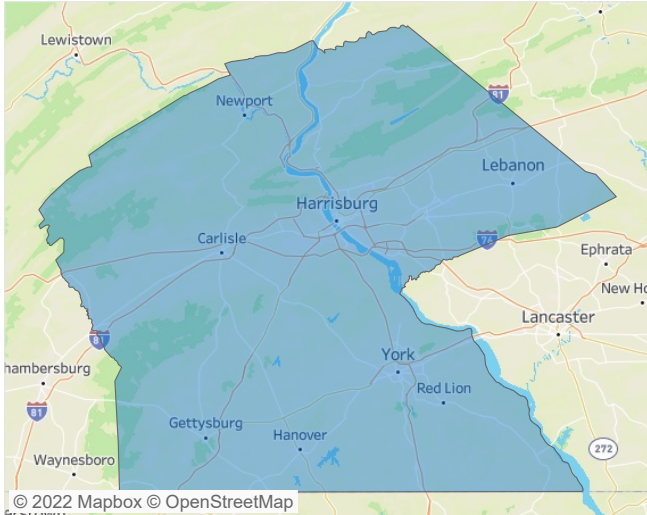 Lewistown
Newport
81
Lebanon
Harrisburg
Carlisle
76
Ephrata
New Ho
Lancaster
81
hambersburg
York
Red Lion
81
Gettysburg
Hanover
272
Waynesboro
© 2022 Mapbox © OpenStreetMap